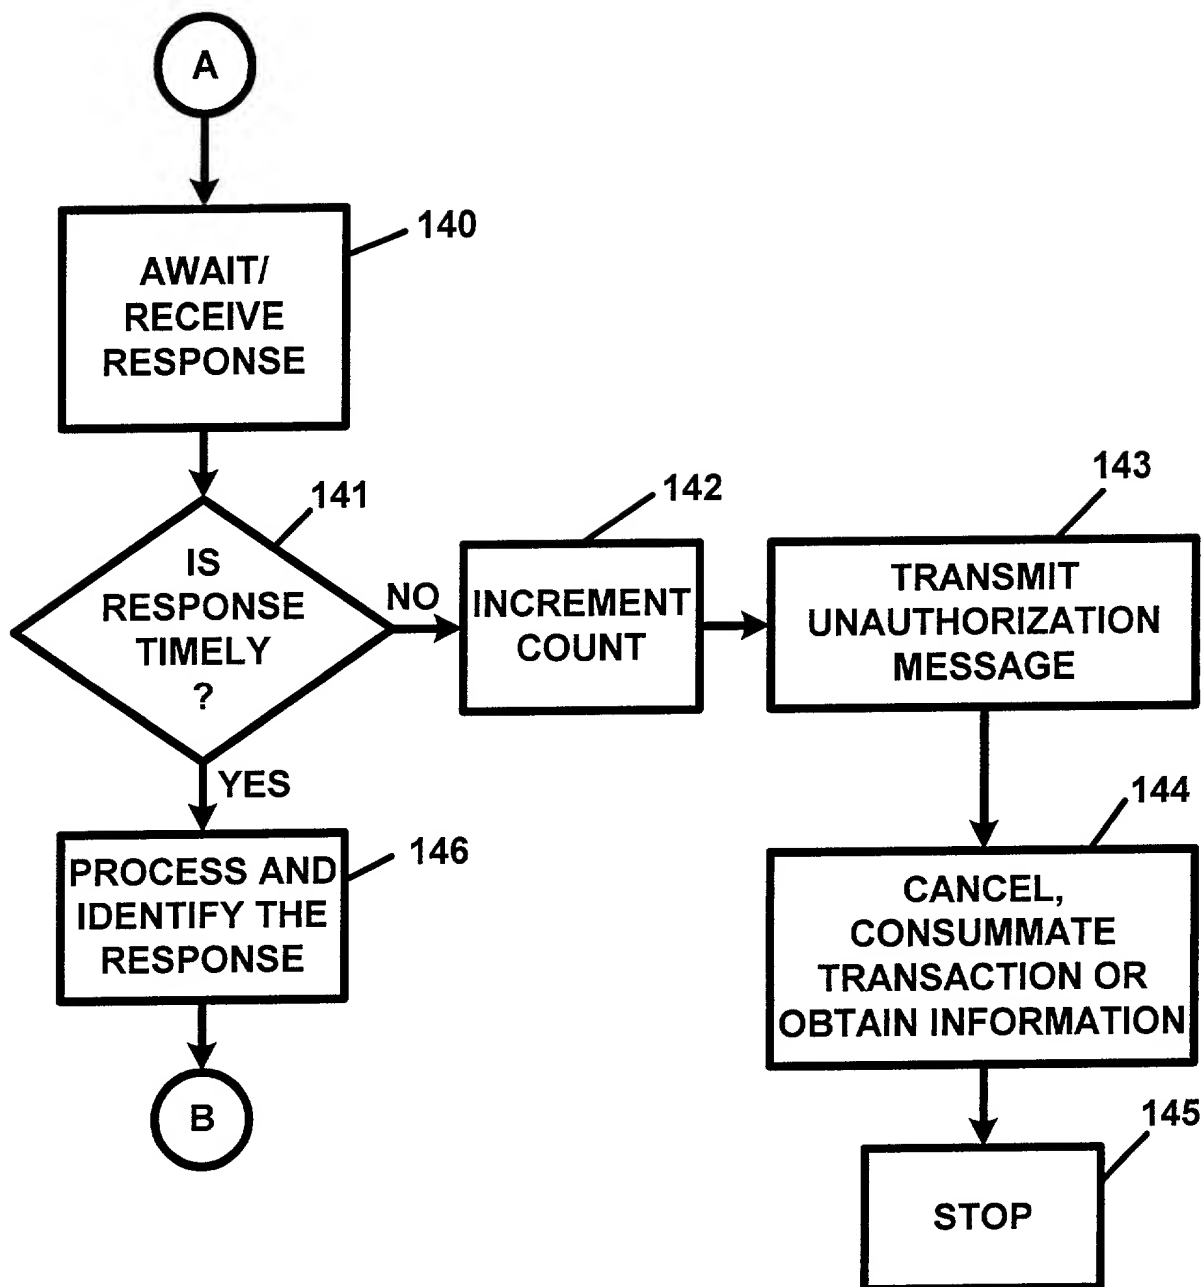 A
AWAIT/
RECEIVE
RESPONSE
140
IS
RESPONSE
TIMELY
?
141
NO
INCREMENT
COUNT
142
TRANSMIT
UNAUTHORIZATION
MESSAGE
143
YES
PROCESS AND
IDENTIFY THE
RESPONSE
146
CANCEL,
CONSUMMATE
TRANSACTION OR
OBTAIN INFORMATION
144
B
STOP
145